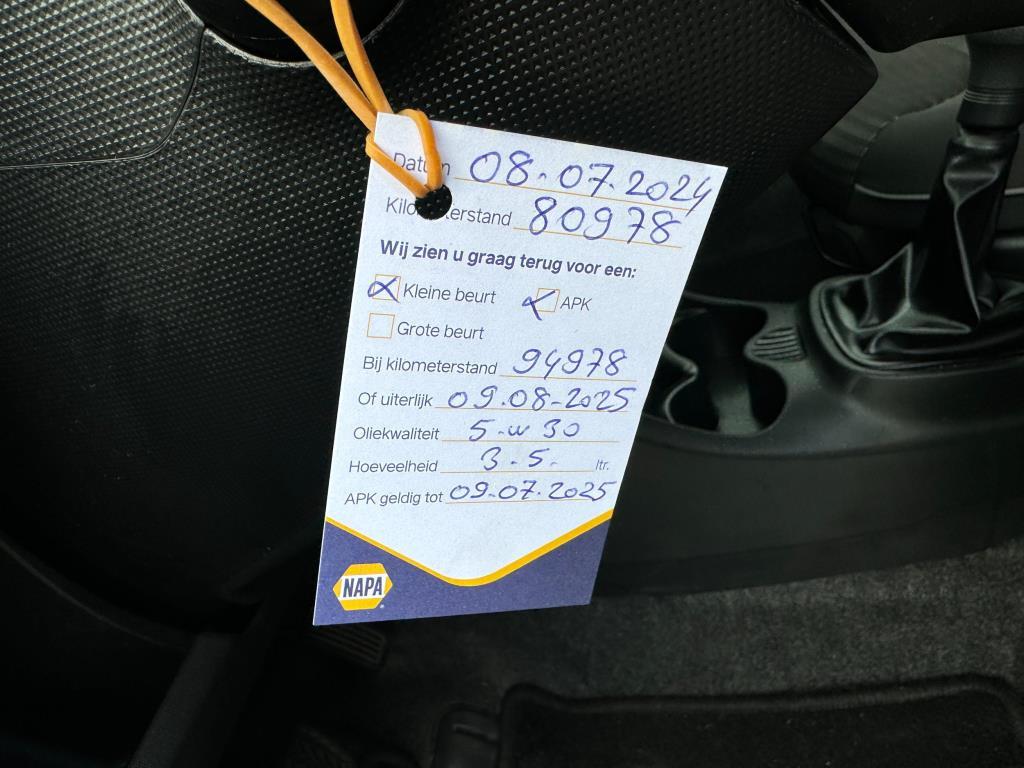 Datum 08.07.2024
Kilometerstand 80978
Wij zien u graag terug voor een:
Kleine beurt APK
Grote beurt
Bij kilometerstand 94978
Of uiterlijk 09.08-2025
Oliekwaliteit 5-w 30
Hoeveelheid 3.5. ltr.
APK geldig tot 09-07.2025
NAPA